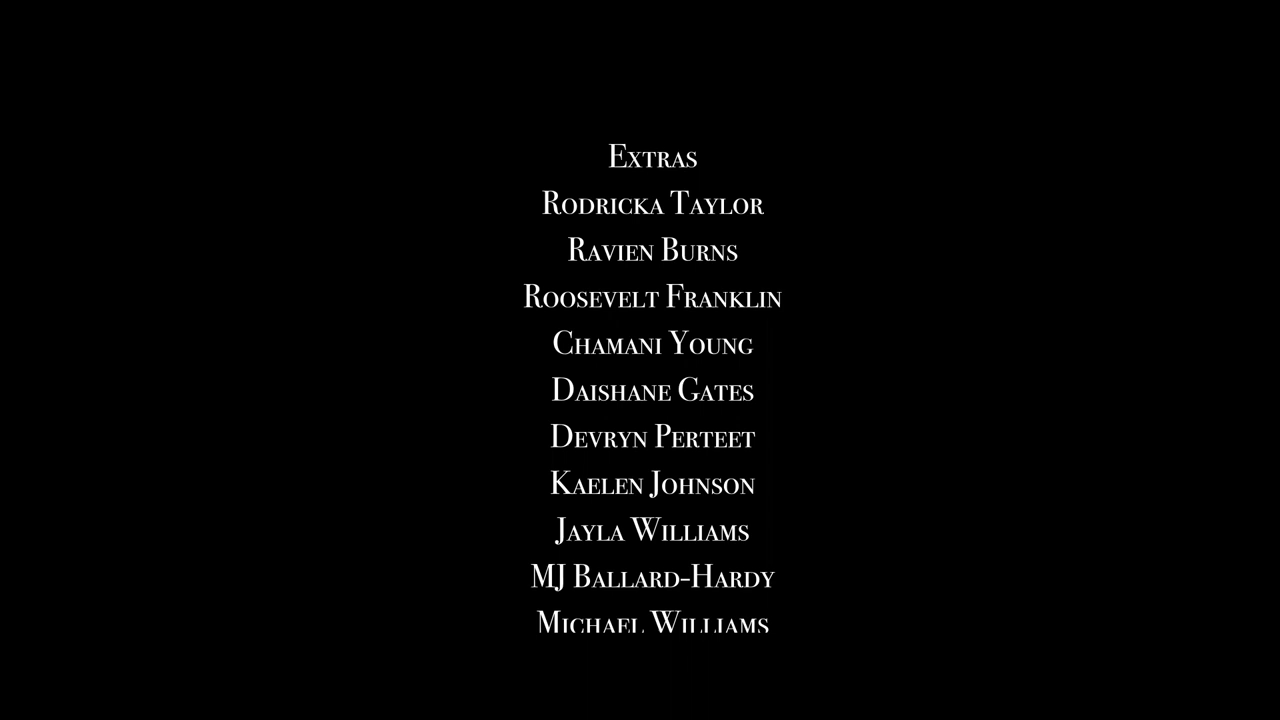 Extras
Rodricka Taylor
Ravien Burns
Roosevelt Franklin
Chamani Young
Daishane Gates
Devryn Perteet
Kaelen Johnson
Jayla Williams
MJ Ballard-Hardy
Michael Williams